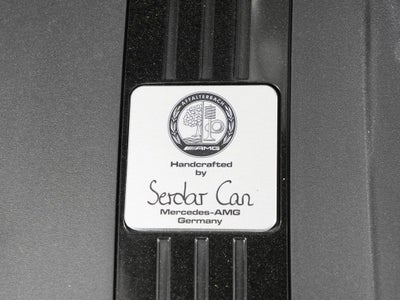 AFFALTERBACH
AMG
Handcrafted
by
Serdar Can
Mercedes-AMG
Germany